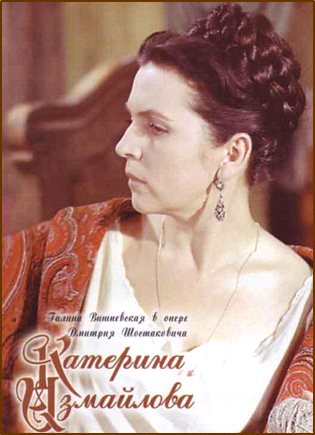 Галина Вишневская в опере
Дмитрия Шостаковича
Катерина
Измайлова